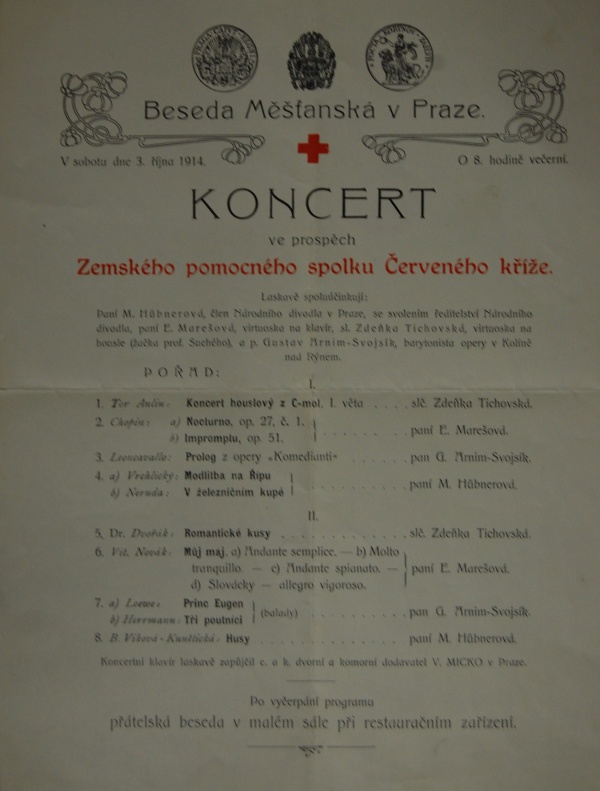 Beseda Měšťanská v Praze.
V sobotu dne 3. října 1914.
O 8. hodině večerní.
KONCERT
ve prospěch
Zemského pomocného spolku Červeného kříže.
Laskavě spoluúčinkují:
Paní M. Hübnerová, člen Národního divadla v Praze, se svolením ředitelství Národního
divadla, paní E. Marešová, virtuoska na klavír, sl. Zdeňka Tichovská, virtuoska na
housle (žačka prof. Suchého), a p. Gustav Arnim-Svojsík, barytonista opery v Kolíně
nad Rýnem.
POŘAD:
I.
1. Tor Aulin: Koncert houslový z C-mol, I. věta . . . . slč. Zdeňka Tichovská.
2. Chopin: a) Nocturno, op. 27, č. 1.
b) Impromptu, op. 51. . . . . . . . paní E. Marešová.
3. Leoncavallo: Prolog z opery »Komedianti« . . . . . . pan G. Arnim-Svojsík.
4. a) Vrchlický: Modlitba na Řípu
b) Neruda: V železničním kupé . . . . . . . . paní M. Hübnerová.
II.
5. Dr. Dvořák: Romantické kusy . . . . . . . . . . slč. Zdeňka Tichovská.
6. Vít. Novák: Můj maj. a) Andante semplice. — b) Molto
tranquillo. — c) Andante spianato. — paní E. Marešová.
d) Slovácky — allegro vigoroso.
7. a) Loewe: Princ Eugen
b) Herrmann: Tři poutníci (balady) . . . . . . . pan G. Arnim-Svojsík.
8. B. Viková-Kunětická: Husy . . . . . . . . . paní M. Hübnerová.
Koncertní klavír laskavě zapůjčil c. a k. dvorní a komorní dodavatel V. MICKO v Praze.
Po vyčerpání programu
přátelská beseda v malém sále při restauračním zařízení.